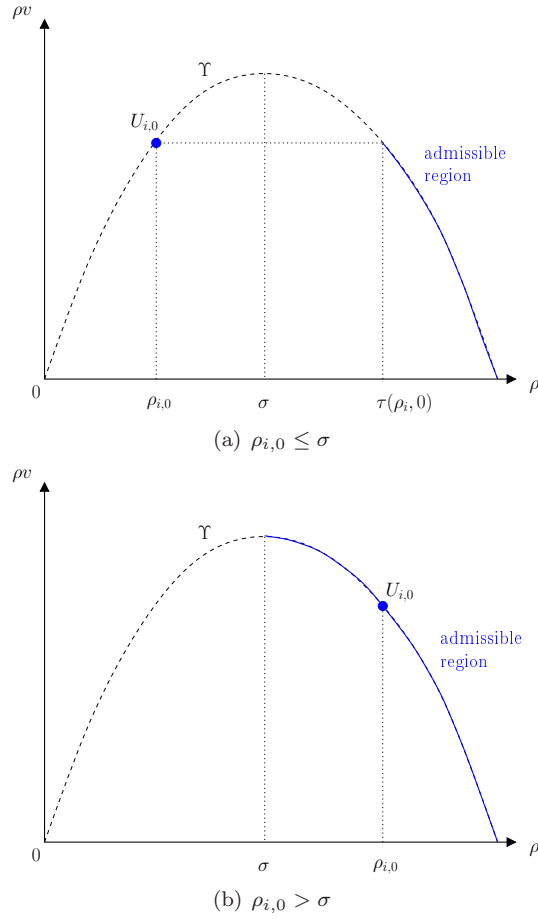 ρv
Υ
U_{i,0}
admissible
region
0
ρ_{i,0}
σ
τ(ρ_i, 0)
ρ
(a) ρ_{i,0} ≤ σ
ρv
Υ
U_{i,0}
admissible
region
0
σ
ρ_{i,0}
ρ
(b) ρ_{i,0} > σ